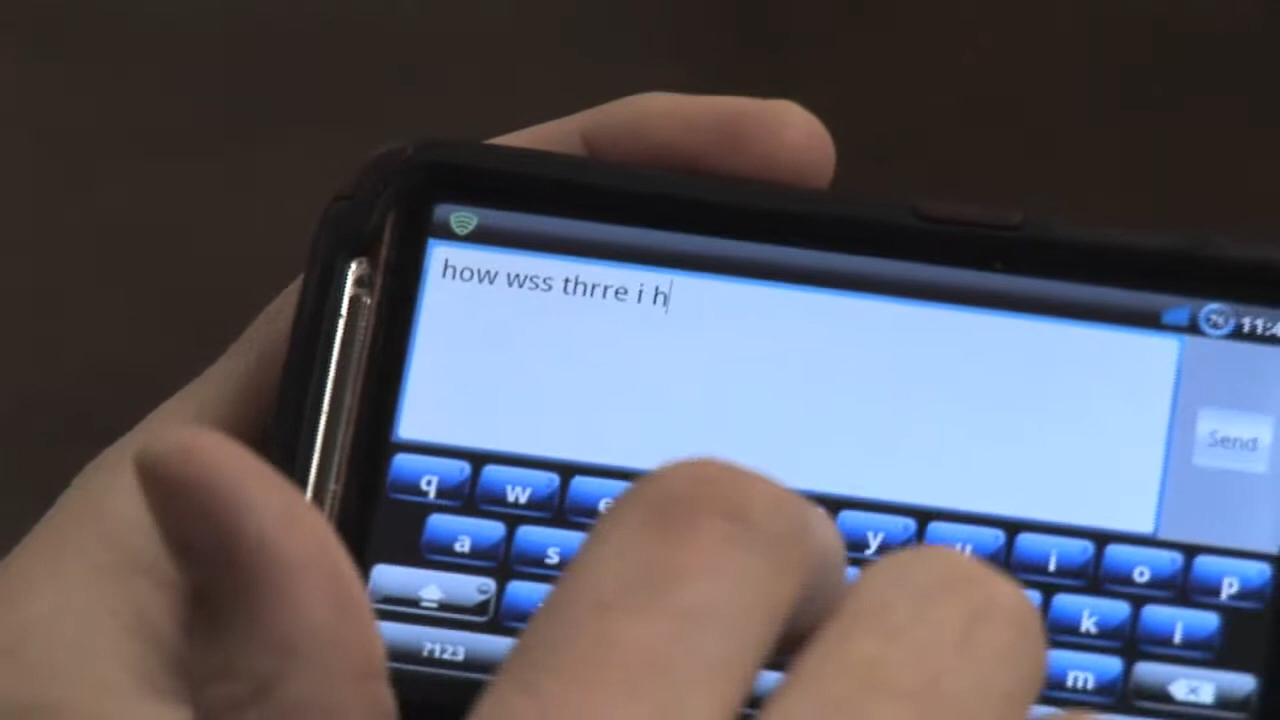 how wss thrre i h
Send
q w e y u i o p
a s k l
?123 m